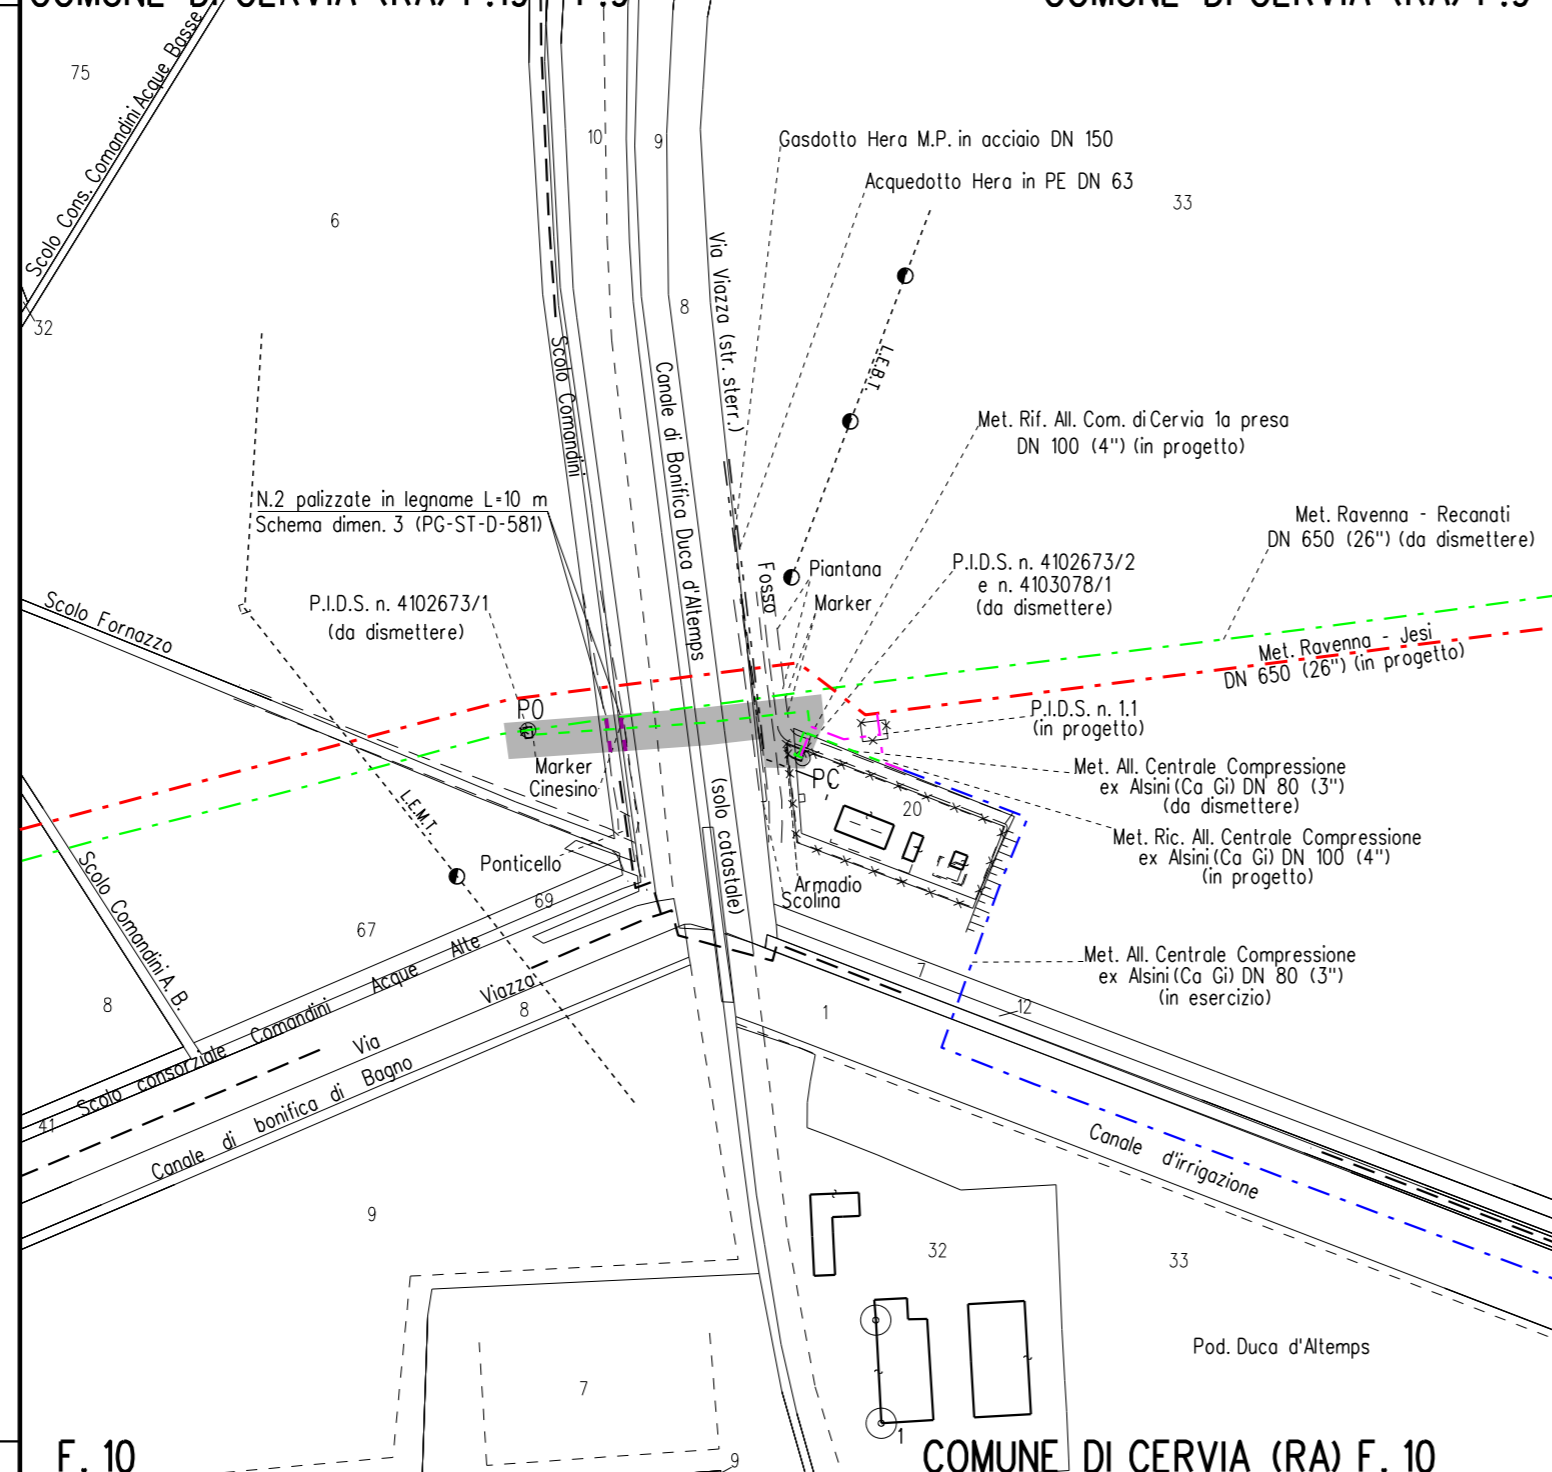 COMUNE DI CERVIA (RA) F.
COMUNE DI CERVIA (RA) F.9
75
Scolo Cons. Comandini Acque Basse
32
6
10
9
8
Gasdotto Hera M.P. in acciaio DN 150
Acquedotto Hera in PE DN 63
33
Via Viazza (str. sterr.)
L.E.B.T.
Scolo Comandini
Canale di Bonifica Duca d'Altemps
(solo catastale)
Met. Rif. All. Com. di Cervia 1a presa
DN 100 (4") (in progetto)
N.2 palizzate in legname L=10 m
Schema dimen. 3 (PG-ST-D-581)
Met. Ravenna - Recanati
DN 650 (26") (da dismettere)
Fosso
Piantana
Marker
P.I.D.S. n. 4102673/2
e n. 4103078/1
(da dismettere)
Scolo Fornazzo
P.I.D.S. n. 4102673/1
(da dismettere)
Met. Ravenna - Jesi
DN 650 (26") (in progetto)
P0
P.I.D.S. n. 1.1
(in progetto)
Marker
Cinesino
PC
Met. All. Centrale Compressione
ex Alsini (Ca Gi) DN 80 (3")
(da dismettere)
20
L.E.M.T.
Met. Ric. All. Centrale Compressione
ex Alsini (Ca Gi) DN 100 (4")
(in progetto)
Ponticello
Armadio
Scolina
69
67
Scolo Comandini A. B.
Met. All. Centrale Compressione
ex Alsini (Ca Gi) DN 80 (3")
(in esercizio)
7
12
1
8
8
Scolo consorziale Comandini Acque Alte
Via Viazza
41
Canale di bonifica di Bagno
Canale d'irrigazione
9
32
33
Pod. Duca d'Altemps
7
1
9
F. 10
COMUNE DI CERVIA (RA) F. 10